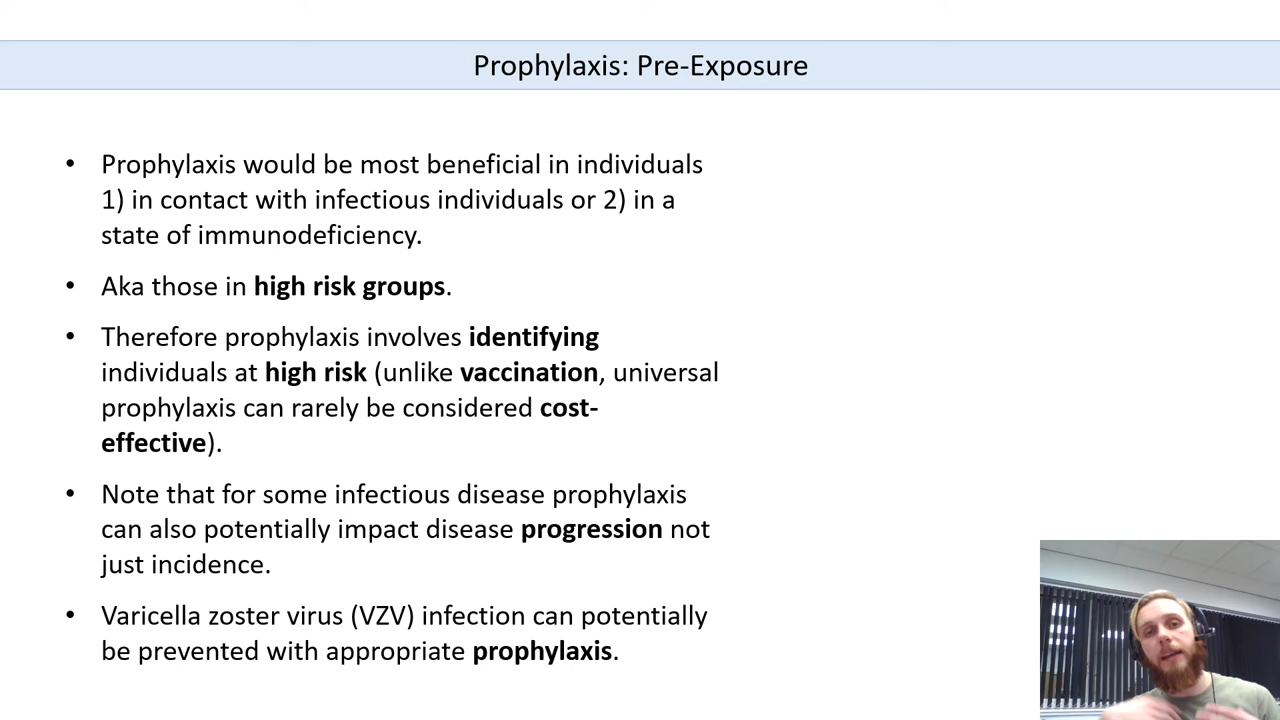 Prophylaxis: Pre-Exposure
• Prophylaxis would be most beneficial in individuals
1) in contact with infectious individuals or 2) in a
state of immunodeficiency.
• Aka those in high risk groups.
• Therefore prophylaxis involves identifying
individuals at high risk (unlike vaccination, universal
prophylaxis can rarely be considered cost-
effective).
• Note that for some infectious disease prophylaxis
can also potentially impact disease progression not
just incidence.
• Varicella zoster virus (VZV) infection can potentially
be prevented with appropriate prophylaxis.